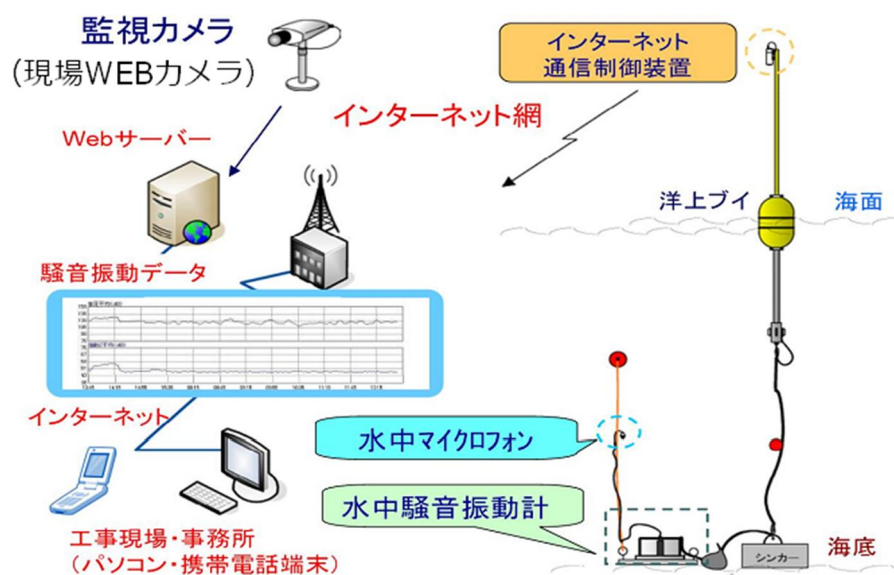 監視カメラ
(現場WEBカメラ)
インターネット
通信制御装置
インターネット網
Webサーバー
洋上ブイ
海面
騒音振動データ
インターネット
水中マイクロフォン
水中騒音振動計
工事現場・事務所
(パソコン・携帯電話端末)
シンカー
海底